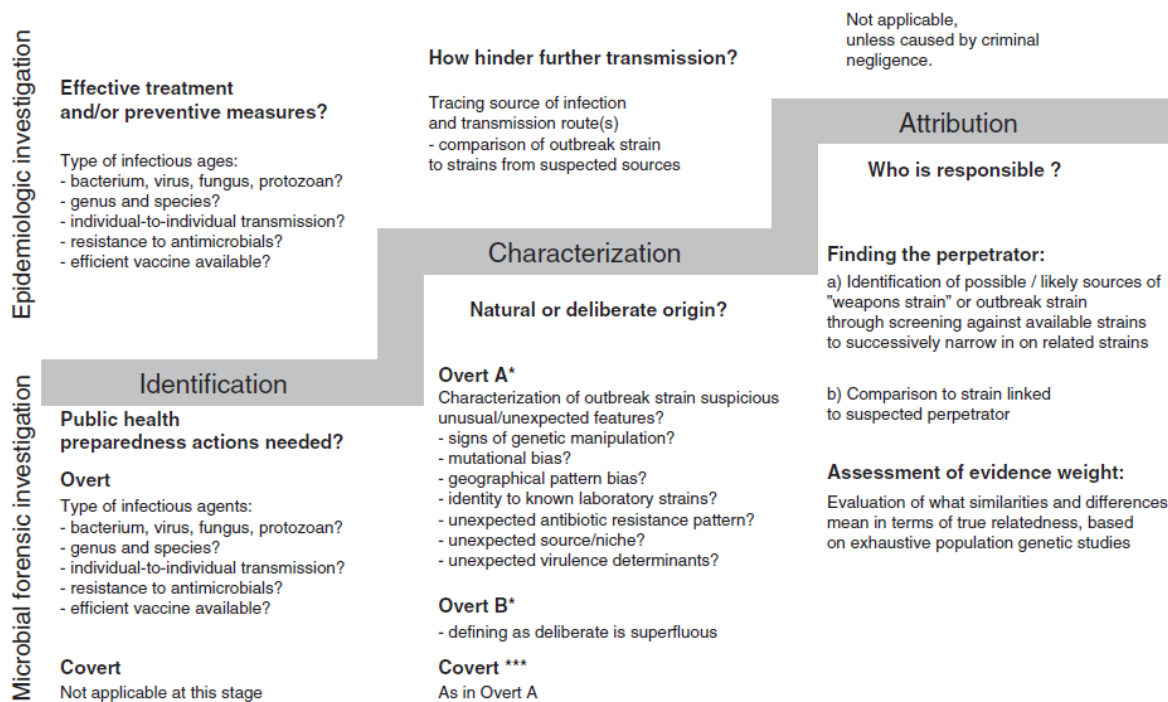 Epidemiologic investigation
Effective treatment
and/or preventive measures?
Type of infectious ages:
- bacterium, virus, fungus, protozoan?
- genus and species?
- individual-to-individual transmission?
- resistance to antimicrobials?
- efficient vaccine available?
How hinder further transmission?
Tracing source of infection
and transmission route(s)
- comparison of outbreak strain
to strains from suspected sources
Not applicable,
unless caused by criminal
negligence.
Identification
Characterization
Attribution
Microbial forensic investigation
Public health
preparedness actions needed?
Overt
Type of infectious agents:
- bacterium, virus, fungus, protozoan?
- genus and species?
- individual-to-individual transmission?
- resistance to antimicrobials?
- efficient vaccine available?
Covert
Not applicable at this stage
Natural or deliberate origin?
Overt A*
Characterization of outbreak strain suspicious
unusual/unexpected features?
- signs of genetic manipulation?
- mutational bias?
- geographical pattern bias?
- identity to known laboratory strains?
- unexpected antibiotic resistance pattern?
- unexpected source/niche?
- unexpected virulence determinants?
Overt B*
- defining as deliberate is superfluous
Covert ***
As in Overt A
Who is responsible ?
Finding the perpetrator:
a) Identification of possible / likely sources of
"weapons strain" or outbreak strain
through screening against available strains
to successively narrow in on related strains
b) Comparison to strain linked
to suspected perpetrator
Assessment of evidence weight:
Evaluation of what similarities and differences
mean in terms of true relatedness, based
on exhaustive population genetic studies